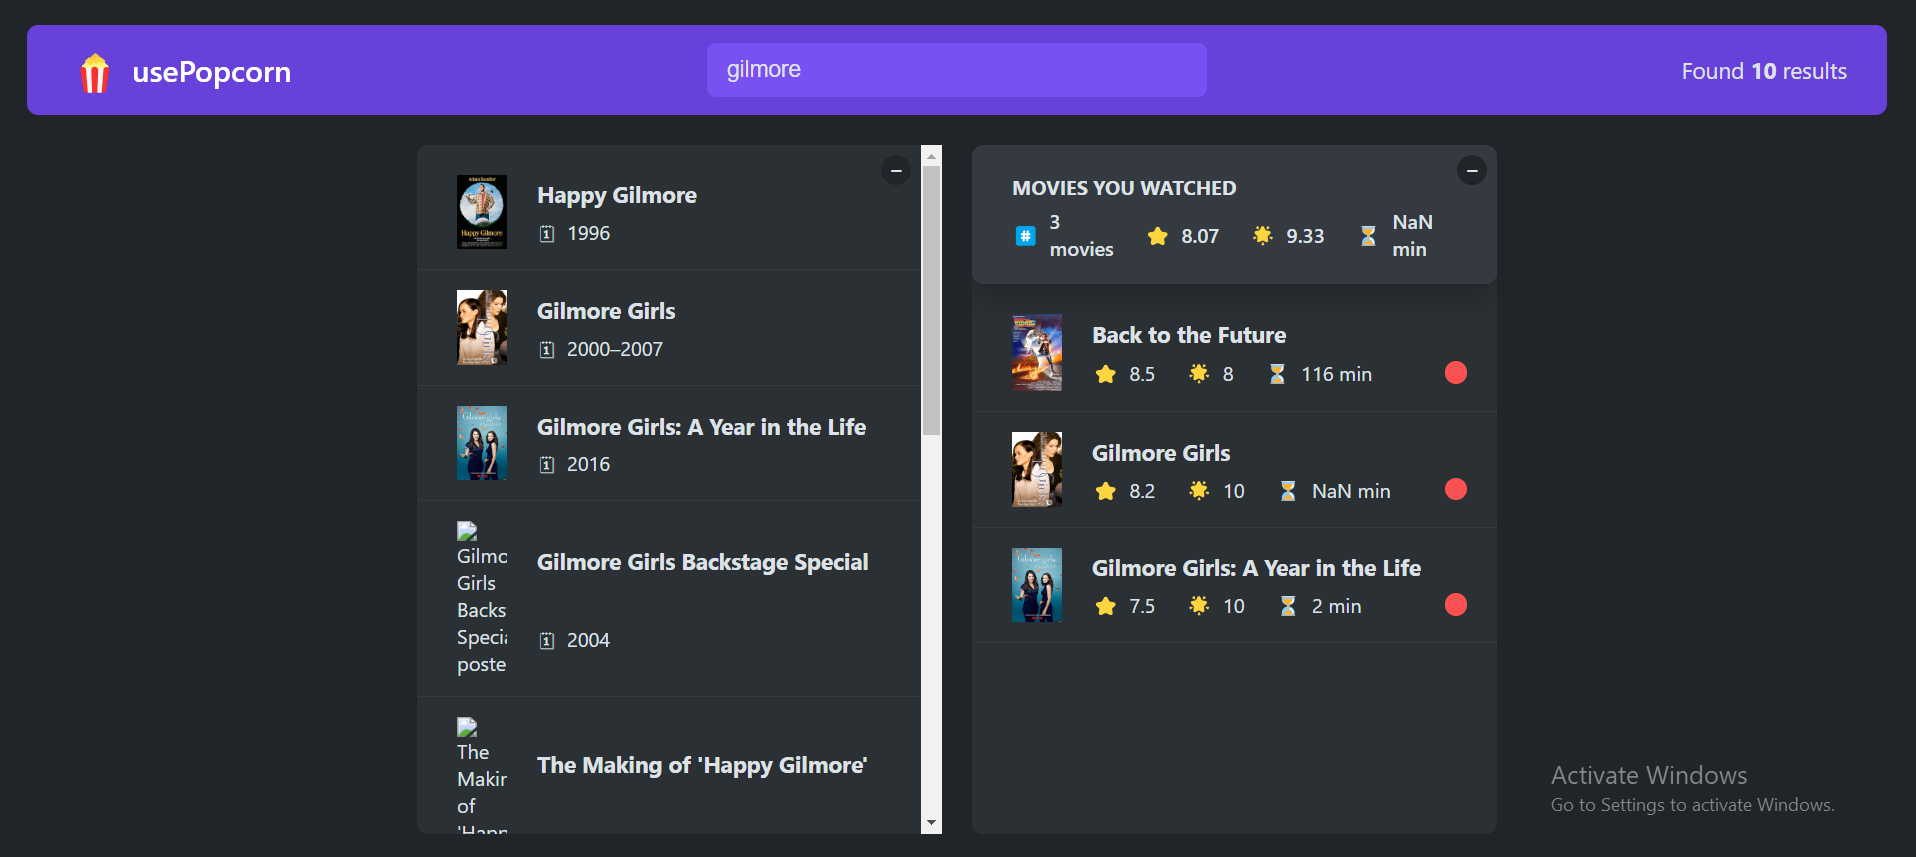 usePopcorn
gilmore
Found 10 results
Happy Gilmore
1996
Gilmore Girls
2000–2007
Gilmore Girls: A Year in the Life
2016
Gilmo
Girls
Backs
Specia
poste
Gilmore Girls Backstage Special
2004
The
Makin
of
'Happ
The Making of 'Happy Gilmore'
MOVIES YOU WATCHED
3 movies
8.07
9.33
NaN min
Back to the Future
8.5 8 116 min
Gilmore Girls
8.2 10 NaN min
Gilmore Girls: A Year in the Life
7.5 10 2 min
Activate Windows
Go to Settings to activate Windows.